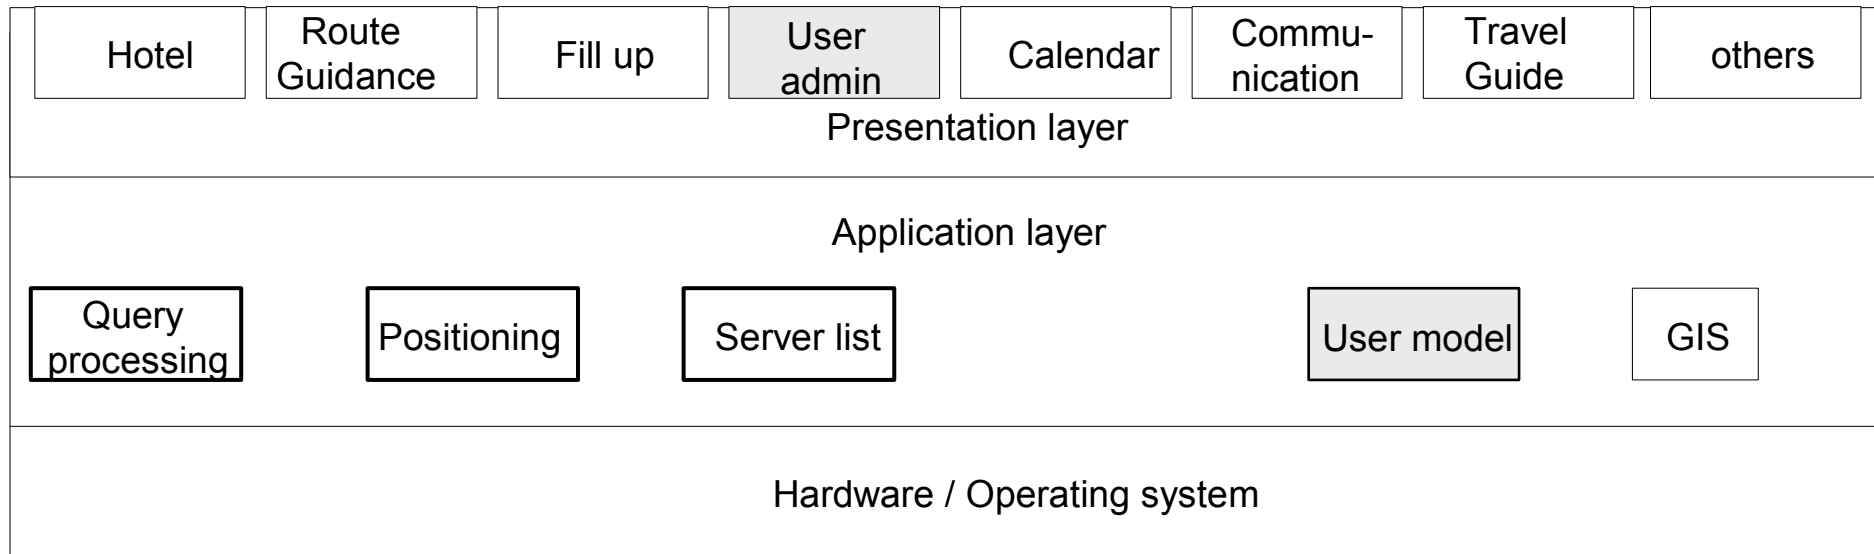 Hotel
Route
Guidance
Fill up
User
admin
Calendar
Commu-
nication
Travel
Guide
others
Presentation layer
Application layer
Query
processing
Positioning
Server list
User model
GIS
Hardware / Operating system